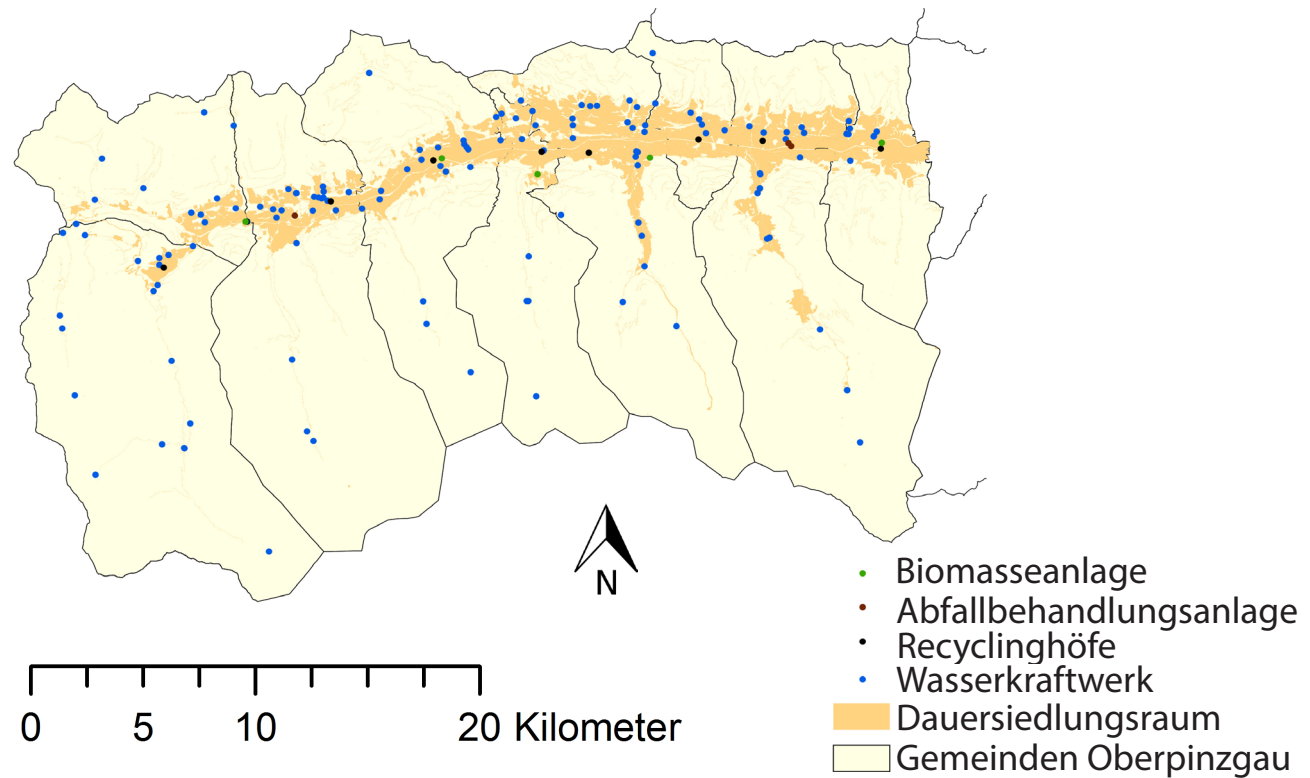 N
Biomasseanlage
Abfallbehandlungsanlage
Recyclinghöfe
Wasserkraftwerk
Dauersiedlungsraum
Gemeinden Oberpinzgau
0 5 10 20 Kilometer